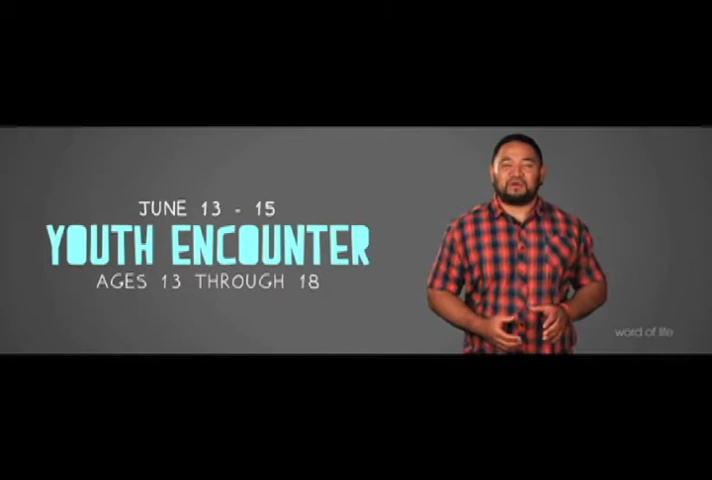 JUNE 13 - 15
YOUTH ENCOUNTER
AGES 13 THROUGH 18
word of life